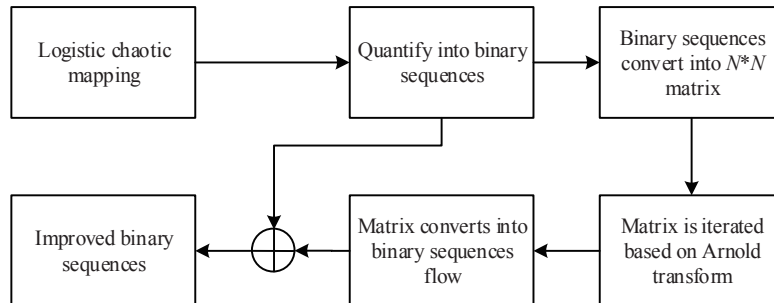 Logistic chaotic
mapping
Quantify into binary
sequences
Binary sequences
convert into N*N
matrix
Improved binary
sequences
Matrix converts into
binary sequences
flow
Matrix is iterated
based on Arnold
transform